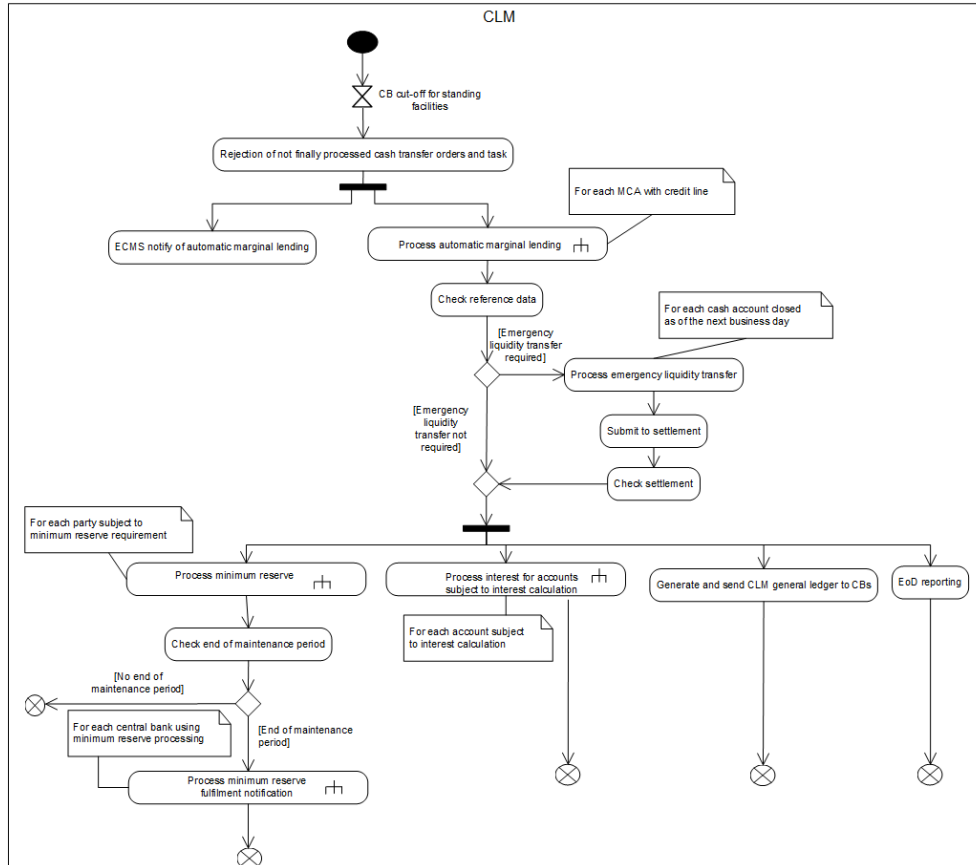 CLM
CB cut-off for standing
facilities
Rejection of not finally processed cash transfer orders and task
For each MCA with credit line
ECMS notify of automatic marginal lending
Process automatic marginal lending
Check reference data
For each cash account closed
as of the next business day
[Emergency
liquidity transfer
required]
Process emergency liquidity transfer
[Emergency
liquidity
transfer not
required]
Submit to settlement
Check settlement
For each party subject to
minimum reserve requirement
Process minimum reserve
Process interest for accounts
subject to interest calculation
Generate and send CLM general ledger to CBs
EoD reporting
For each account subject
to interest calculation
Check end of maintenance period
[No end of
maintenance period]
For each central bank using
minimum reserve processing
[End of maintenance
period]
Process minimum reserve
fulfilment notification